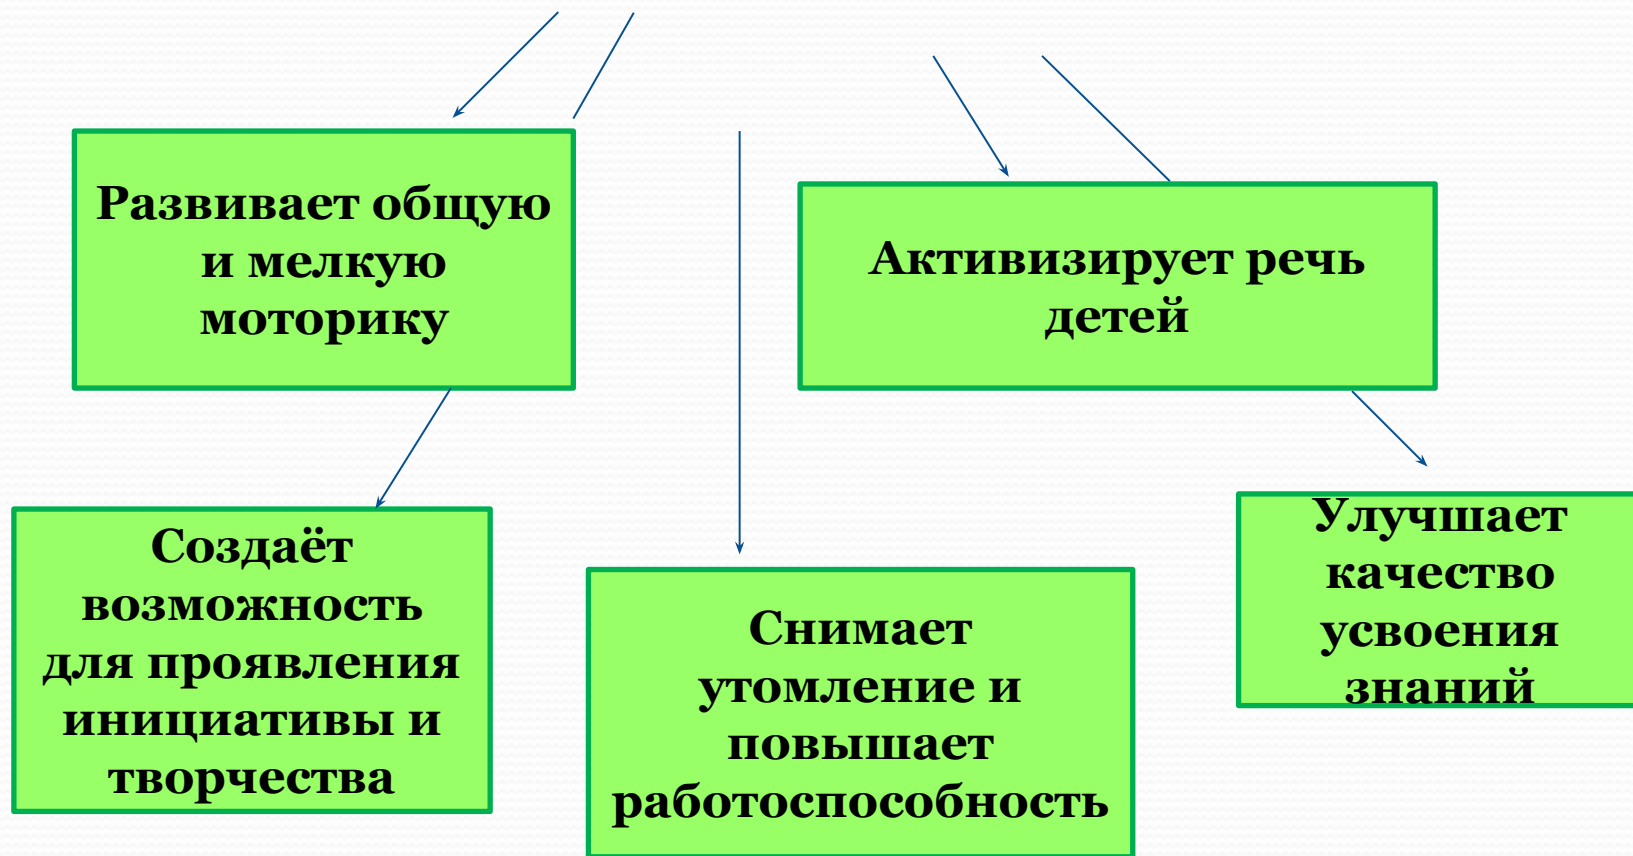 Развивает общую
и мелкую
моторику
Активизирует речь
детей
Создаёт
возможность
для проявления
инициативы и
творчества
Снимает
утомление и
повышает
работоспособность
Улучшает
качество
усвоения
знаний